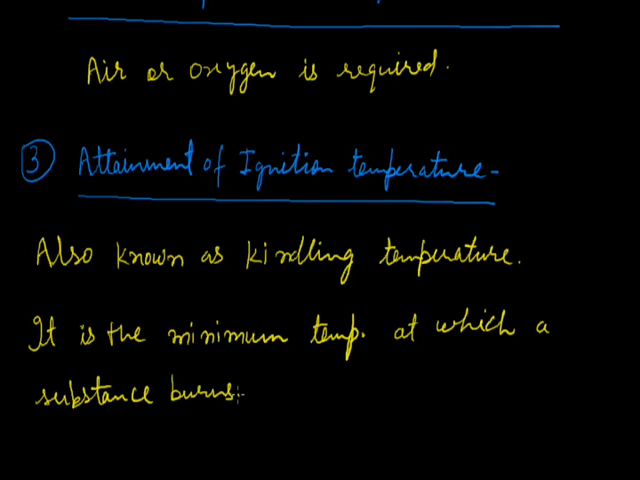 Air or oxygen is required.
3 Attainment of Ignition temperature-
Also known as kindling temperature.
It is the minimum temp. at which a
substance burns.